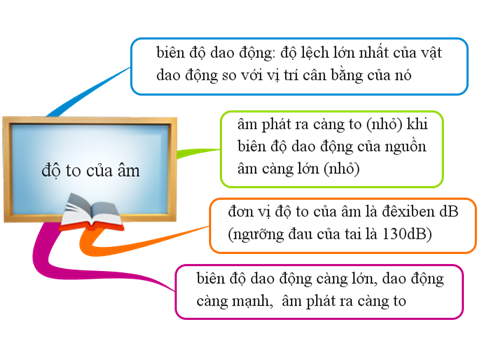 biên độ dao động: độ lệch lớn nhất của vật
dao động so với vị trí cân bằng của nó
độ to của âm
âm phát ra càng to (nhỏ) khi
biên độ dao động của nguồn
âm càng lớn (nhỏ)
đơn vị độ to của âm là đêxiben dB
(ngưỡng đau của tai là 130dB)
biên độ dao động càng lớn, dao động
càng mạnh, âm phát ra càng to